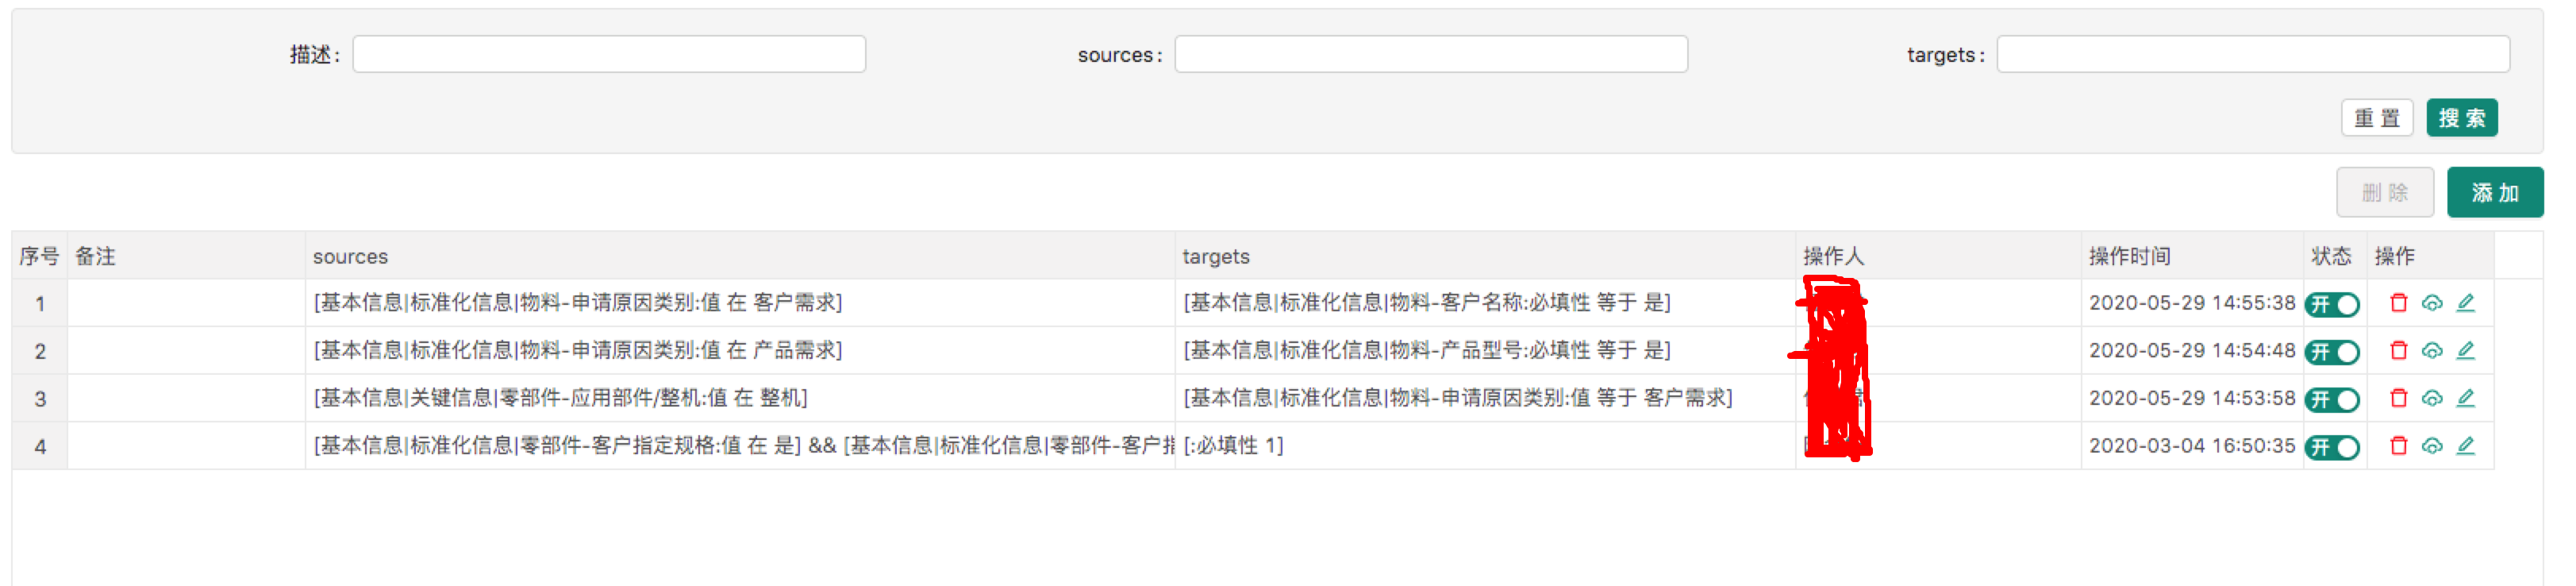 描述: sources: targets:
重置 搜索
删除 添加
序号 备注 sources targets 操作人 操作时间 状态 操作
1 [基本信息|标准化信息|物料-申请原因类别:值 在 客户需求] [基本信息|标准化信息|物料-客户名称:必填性 等于 是] 2020-05-29 14:55:38 开
2 [基本信息|标准化信息|物料-申请原因类别:值 在 产品需求] [基本信息|标准化信息|物料-产品型号:必填性 等于 是] 2020-05-29 14:54:48 开
3 [基本信息|关键信息|零部件-应用部件/整机:值 在 整机] [基本信息|标准化信息|物料-申请原因类别:值 等于 客户需求] 2020-05-29 14:53:58 开
4 [基本信息|标准化信息|零部件-客户指定规格:值 在 是] && [基本信息|标准化信息|零部件-客户 [:必填性 1] 2020-03-04 16:50:35 开